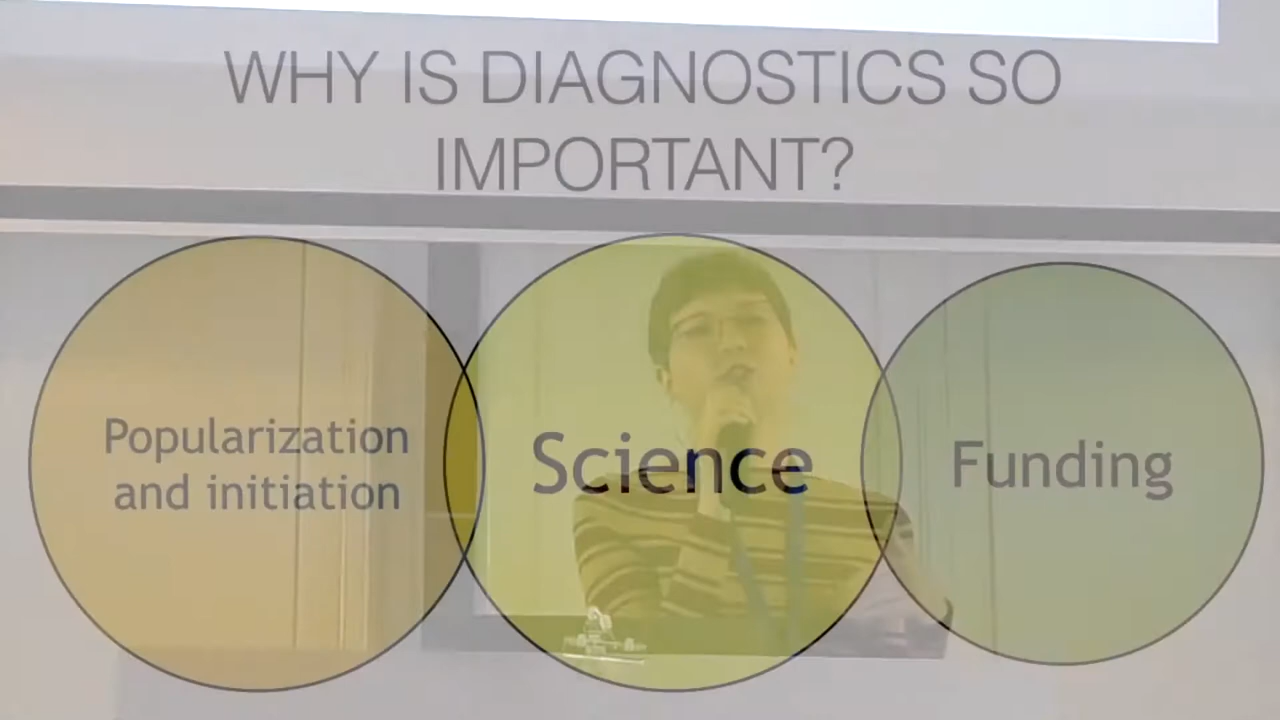 WHY IS DIAGNOSTICS SO
IMPORTANT?
Popularization
and initiation
Science
Funding